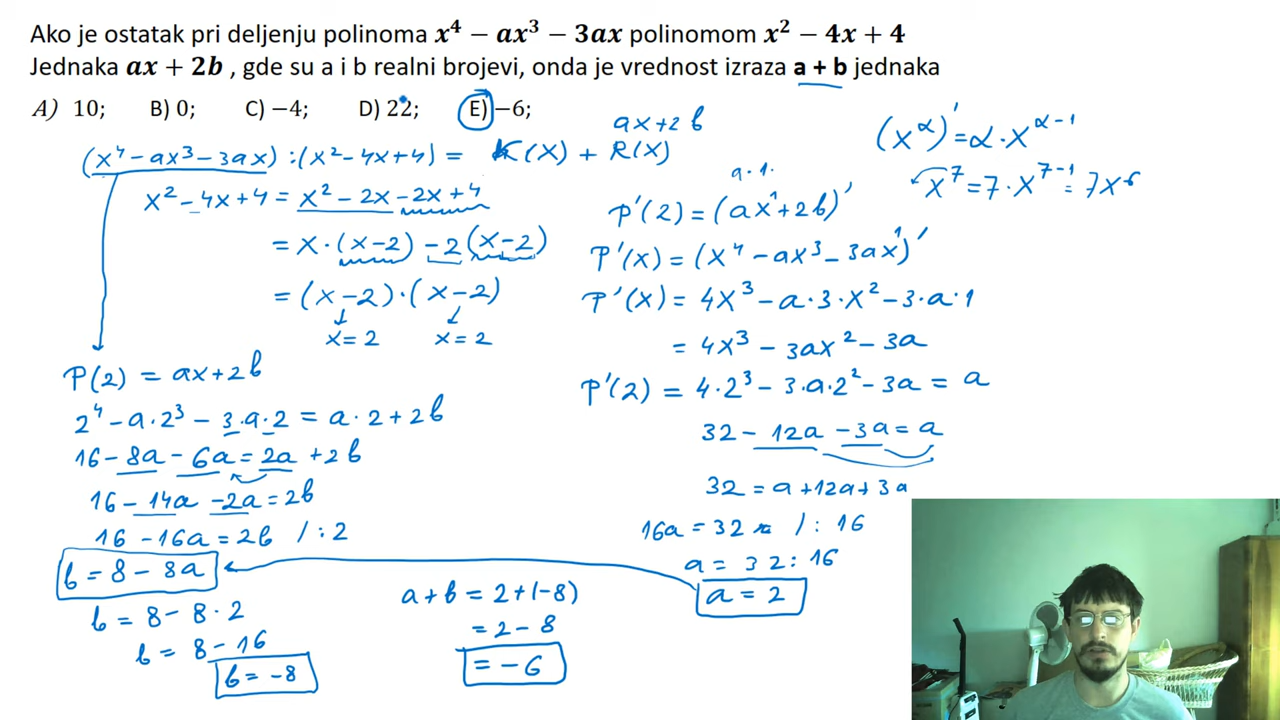 Ako je ostatak pri deljenju polinoma x⁴ − ax³ − 3ax polinomom x² − 4x + 4
Jednaka ax + 2b , gde su a i b realni brojevi, onda je vrednost izraza a + b jednaka
A) 10; B) 0; C) −4; D) 22; E) −6;
ax+2b
(x⁴ − ax³ − 3ax) : (x² − 4x + 4) = K(x) + R(x)
x² − 4x + 4 = x² − 2x − 2x + 4
= x · (x−2) − 2(x−2)
= (x−2) · (x−2)
x = 2 x = 2
P(2) = ax + 2b
2⁴ − a·2³ − 3·a·2 = a·2 + 2b
16 − 8a − 6a = 2a + 2b
16 − 14a − 2a = 2b
16 − 16a = 2b /:2
b = 8 − 8a
b = 8 − 8·2
b = 8 − 16
b = −8
a·1·
P'(2) = (ax¹ + 2b)'
P'(x) = (x⁴ − ax³ − 3ax¹)'
P'(x) = 4x³ − a·3·x² − 3·a·1
= 4x³ − 3ax² − 3a
P'(2) = 4·2³ − 3·a·2² − 3a = a
32 − 12a − 3a = a
32 = a + 12a + 3a
16a = 32 /:16
a = 32:16
a = 2
a + b = 2 + (−8)
= 2 − 8
= −6
(x^α)' = α · x^(α−1)
x⁷ = 7 · x^(7−1) = 7x⁶